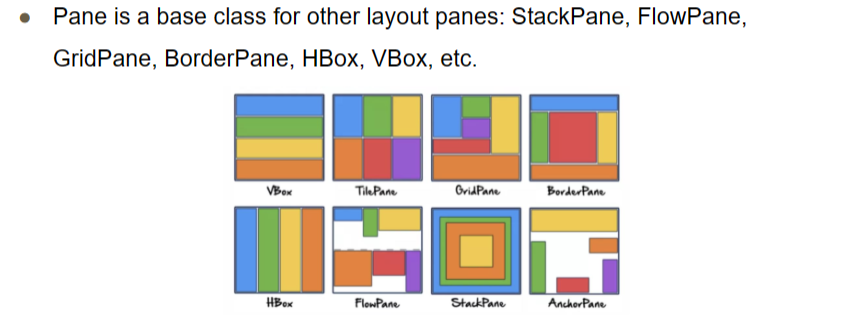 ● Pane is a base class for other layout panes: StackPane, FlowPane,
GridPane, BorderPane, HBox, VBox, etc.
VBox TilePane GridPane BorderPane
HBox FlowPane StackPane AnchorPane